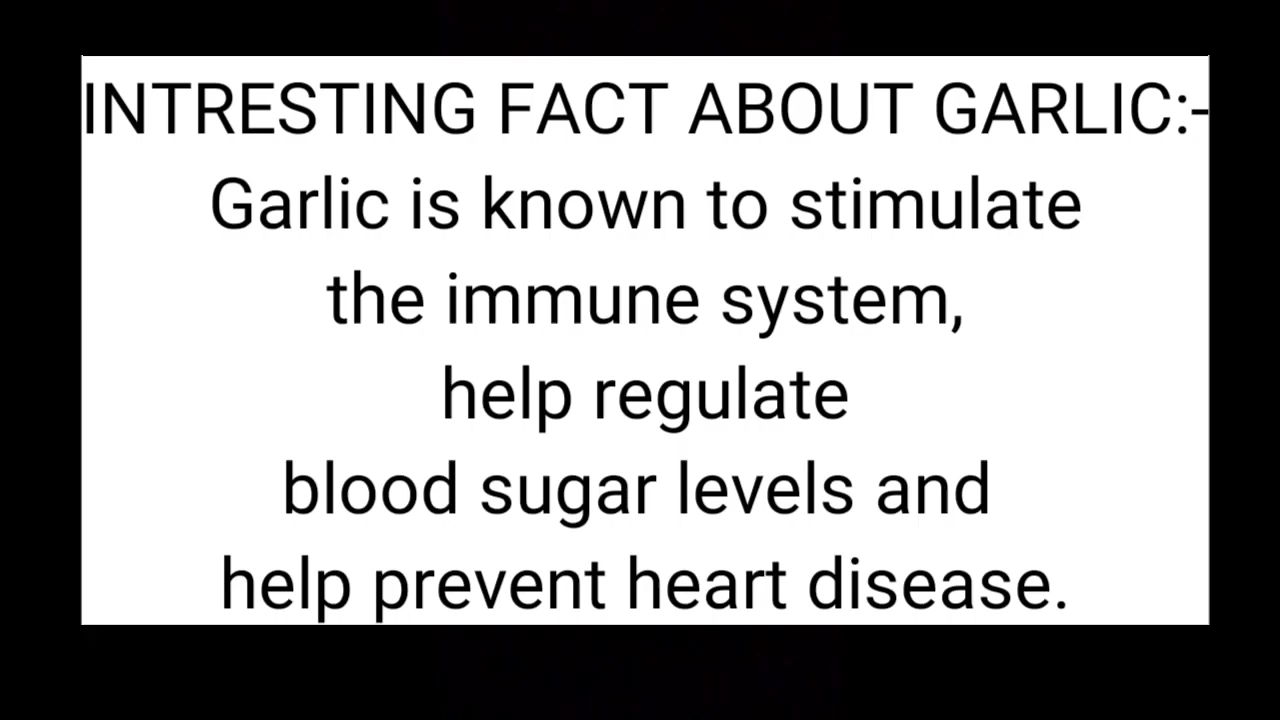 INTRESTING FACT ABOUT GARLIC:-
Garlic is known to stimulate
the immune system,
help regulate
blood sugar levels and
help prevent heart disease.